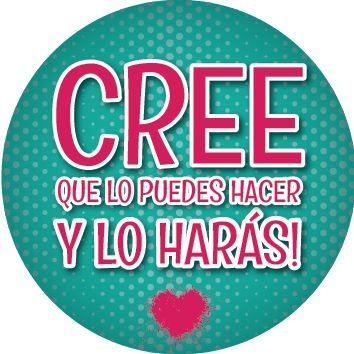 CREE
QUE LO PUEDES HACER
Y LO HARÁS!